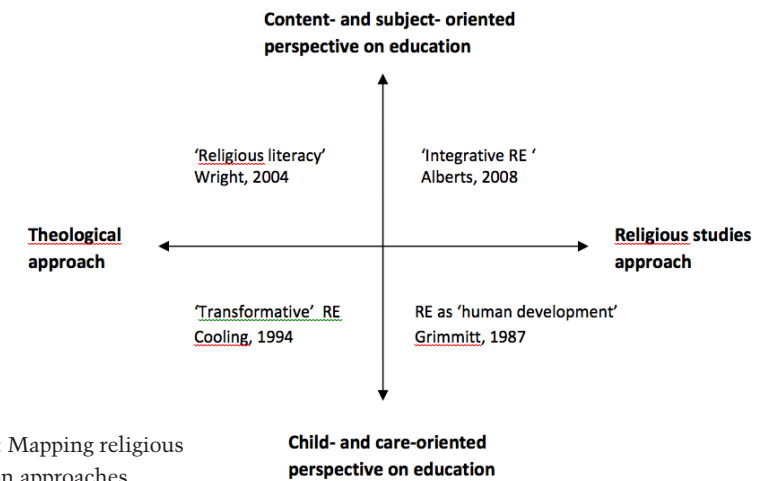 Content- and subject- oriented
perspective on education
'Religious literacy'
Wright, 2004
'Integrative RE '
Alberts, 2008
Theological
approach
Religious studies
approach
'Transformative' RE
Cooling, 1994
RE as 'human development'
Grimmitt, 1987
: Mapping religious
approaches
Child- and care-oriented
perspective on education